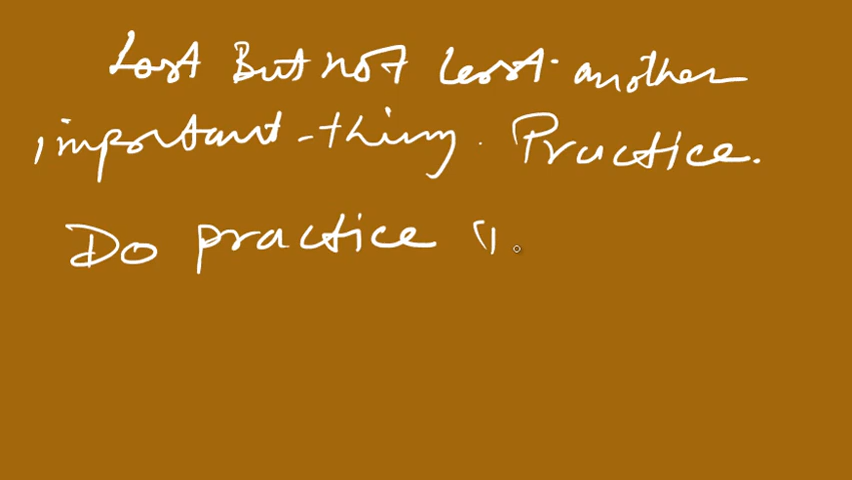 Last But not least. another
important thing. Practice.
Do practice